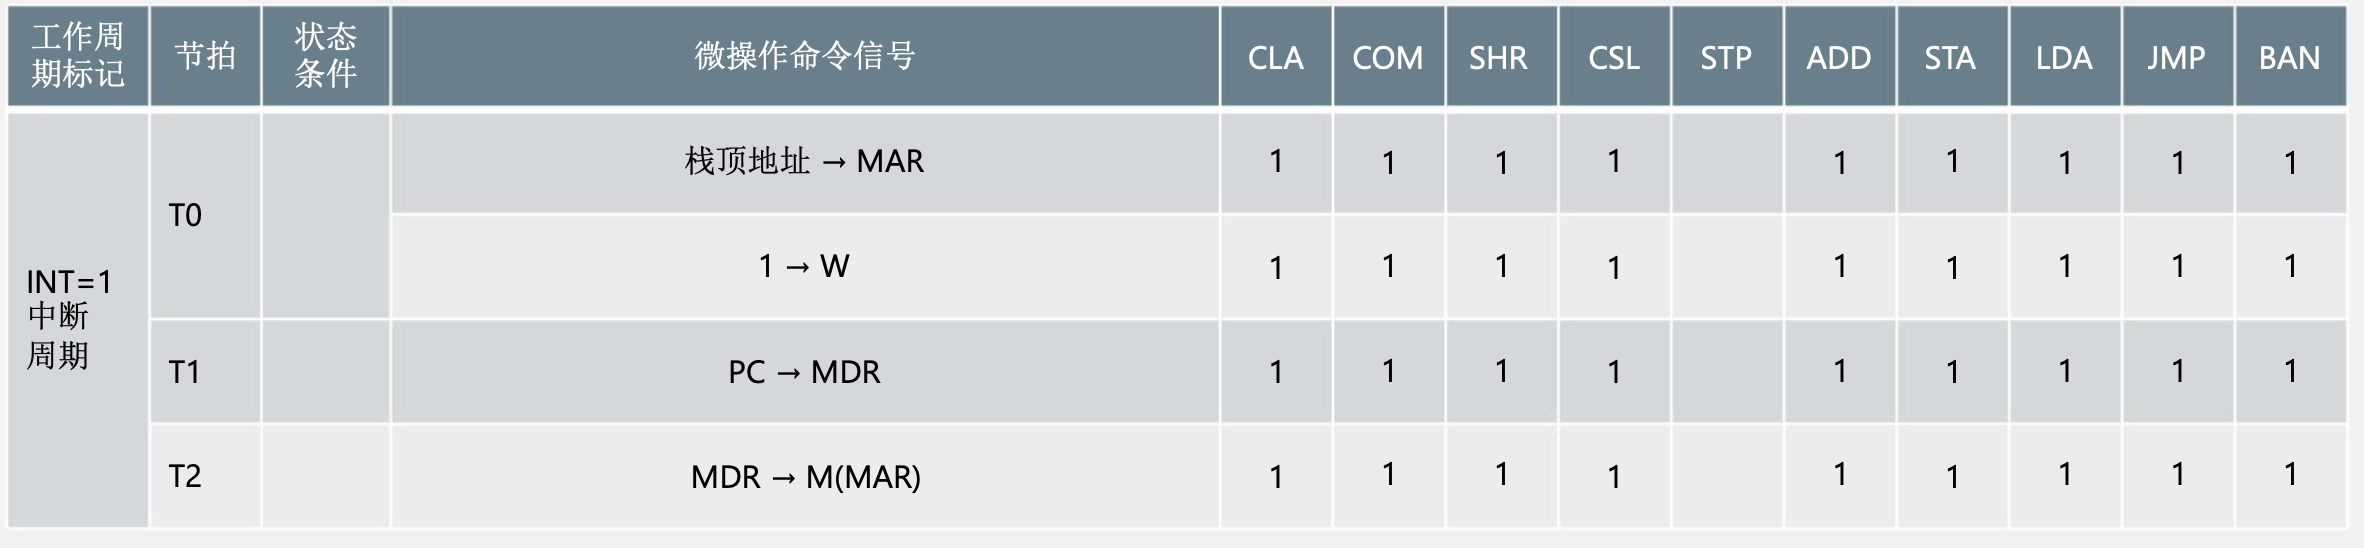 工作周期标记 节拍 状态条件 微操作命令信号 CLA COM SHR CSL STP ADD STA LDA JMP BAN
INT=1 中断周期 T0 栈顶地址 → MAR 1 1 1 1 1 1 1 1 1
1 → W 1 1 1 1 1 1 1 1 1
T1 PC → MDR 1 1 1 1 1 1 1 1 1
T2 MDR → M(MAR) 1 1 1 1 1 1 1 1 1